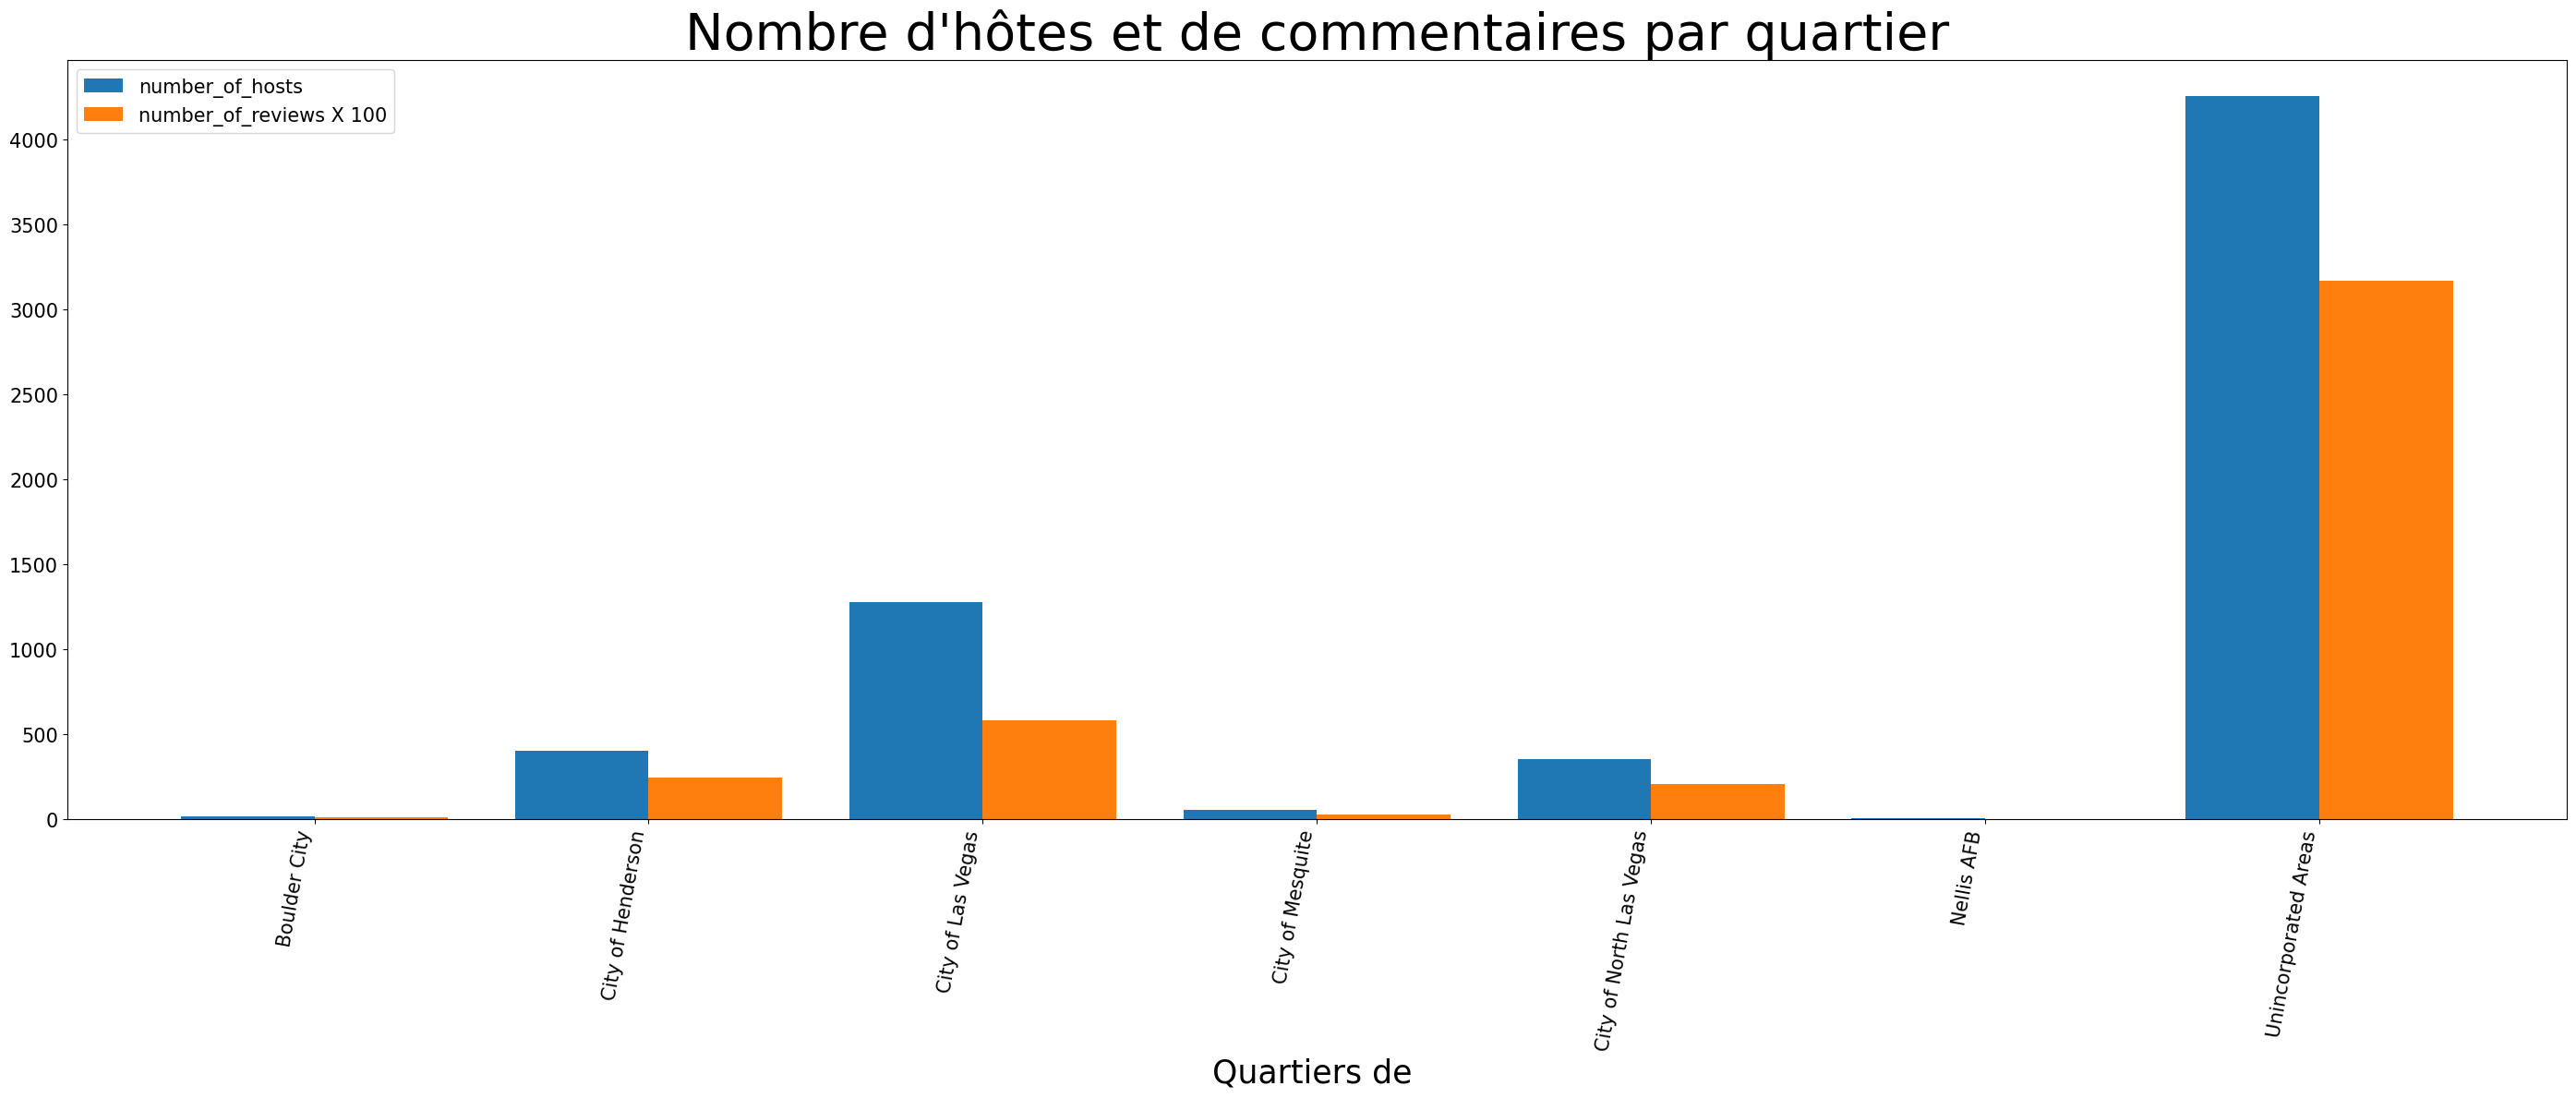 Nombre d'hôtes et de commentaires par quartier
number_of_hosts
number_of_reviews X 100
4000
3500
3000
2500
2000
1500
1000
500
0
Boulder City
City of Henderson
City of Las Vegas
City of Mesquite
City of North Las Vegas
Nellis AFB
Unincorporated Areas
Quartiers de